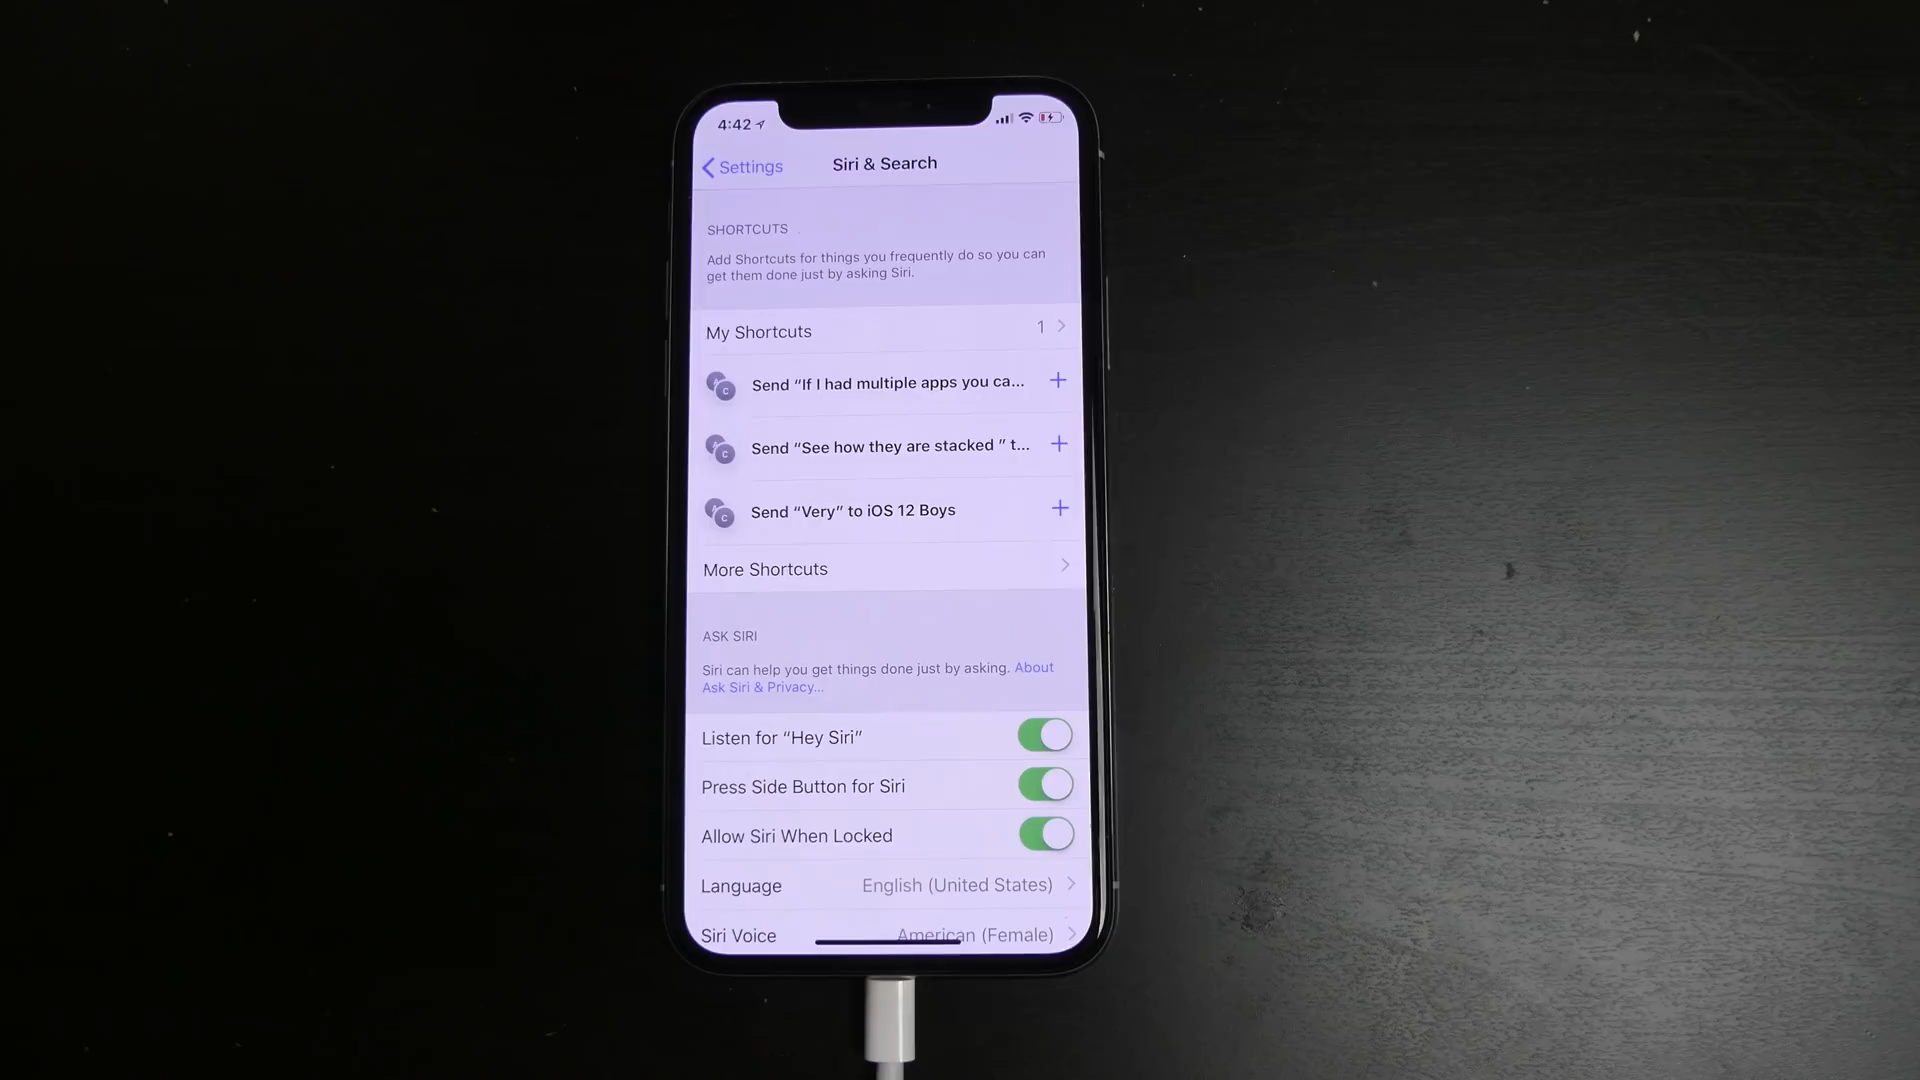 4:42
Settings
Siri & Search
SHORTCUTS
Add Shortcuts for things you frequently do so you can
get them done just by asking Siri.
My Shortcuts 1
Send “If I had multiple apps you ca...
Send “See how they are stacked ” t...
Send “Very” to iOS 12 Boys
More Shortcuts
ASK SIRI
Siri can help you get things done just by asking. About
Ask Siri & Privacy...
Listen for “Hey Siri”
Press Side Button for Siri
Allow Siri When Locked
Language English (United States)
Siri Voice American (Female)